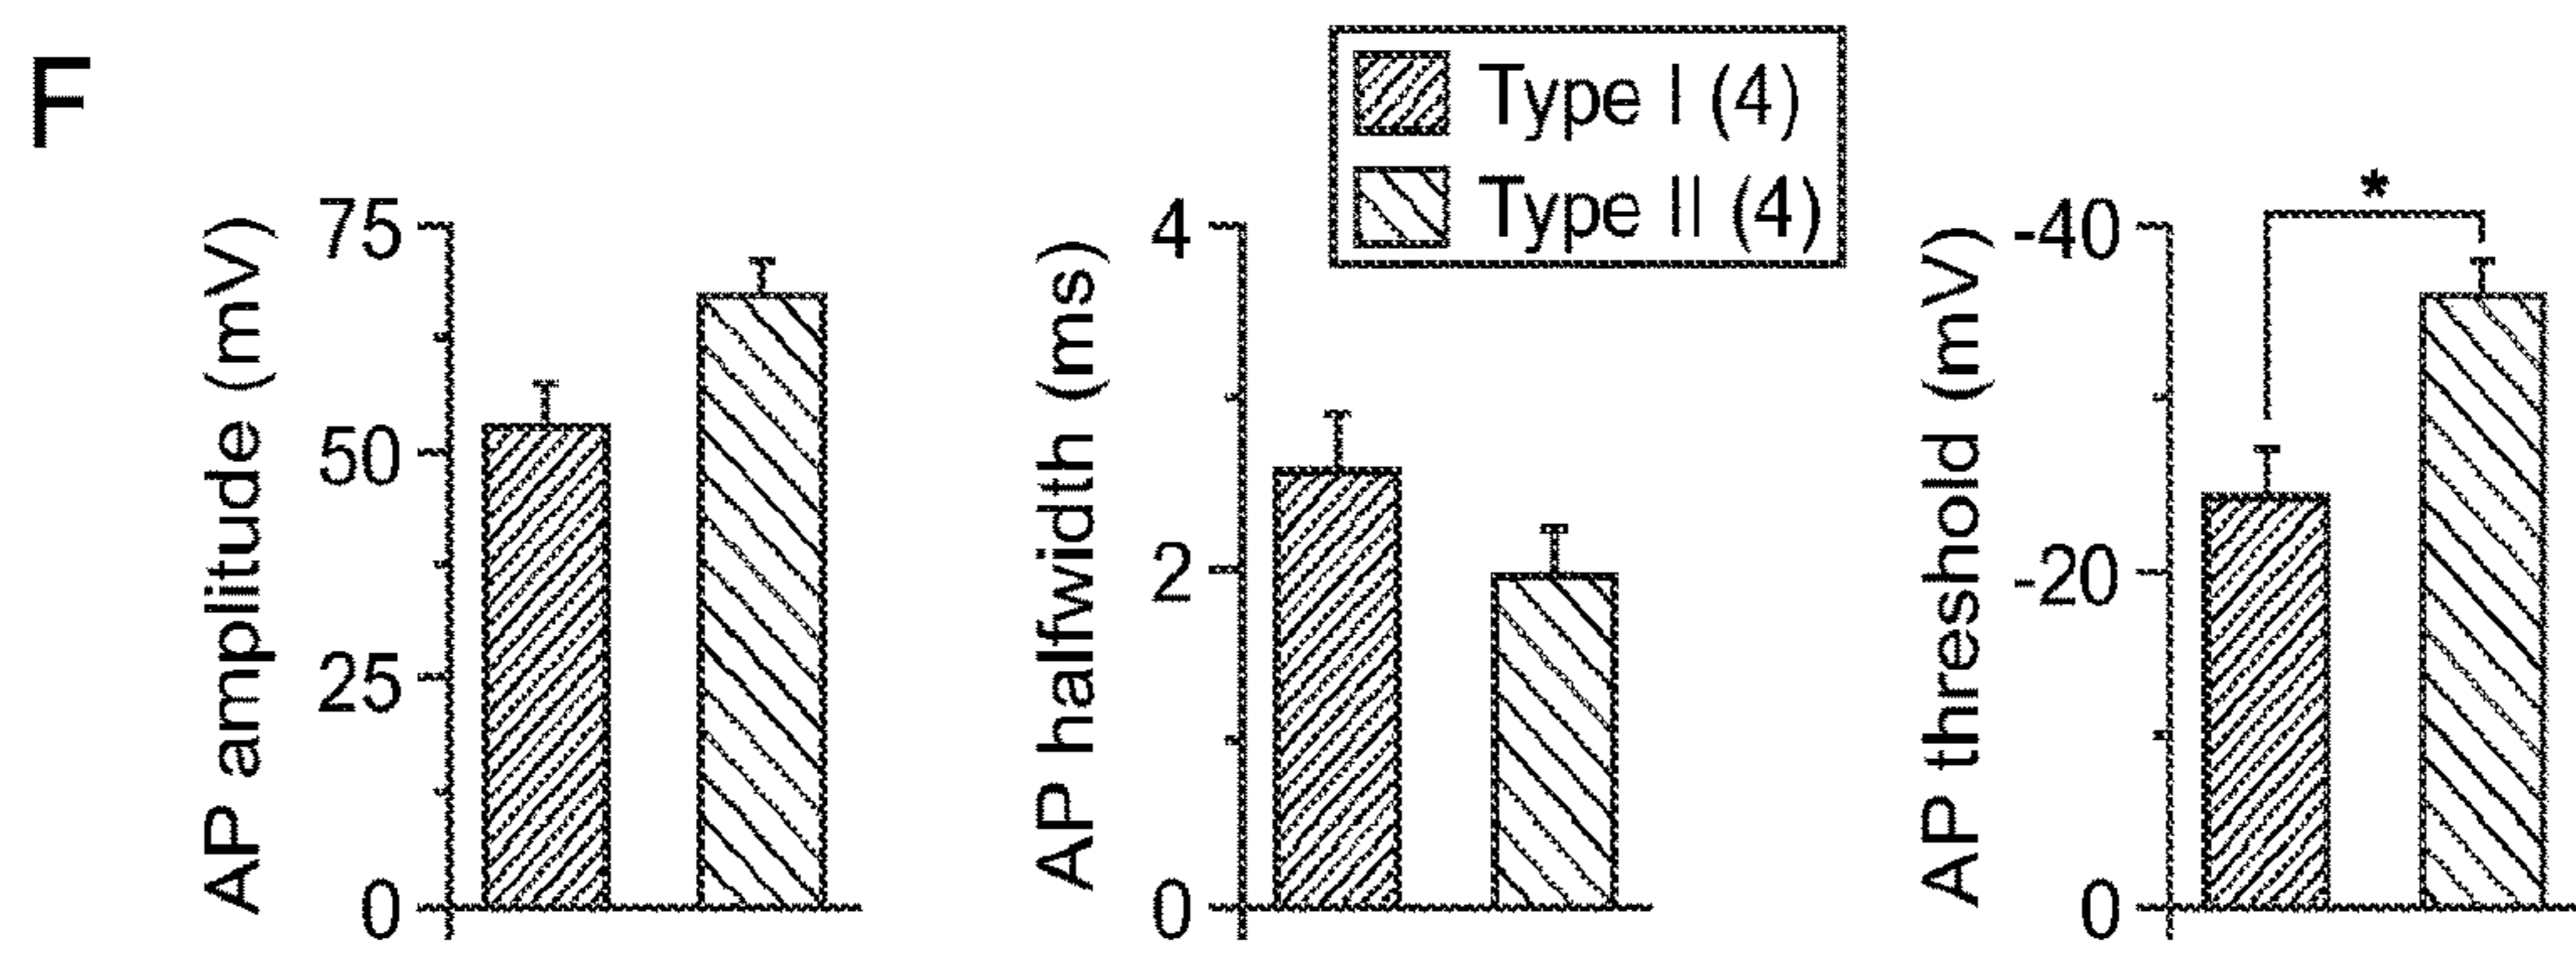 F
Type I (4)
Type II (4)
AP amplitude (mV)
75
50
25
0
AP halfwidth (ms)
4
2
0
AP threshold (mV)
-40
-20
0
*